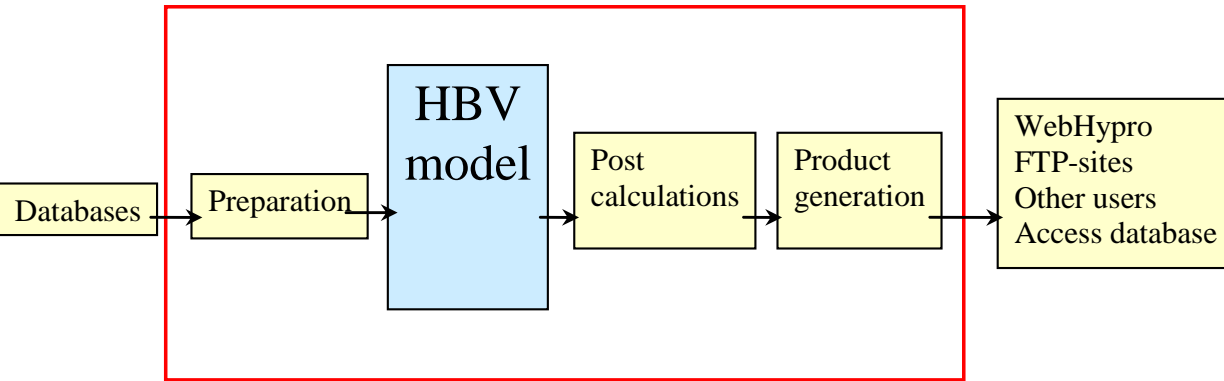 Databases
Preparation
HBV
model
Post
calculations
Product
generation
WebHypro
FTP-sites
Other users
Access database